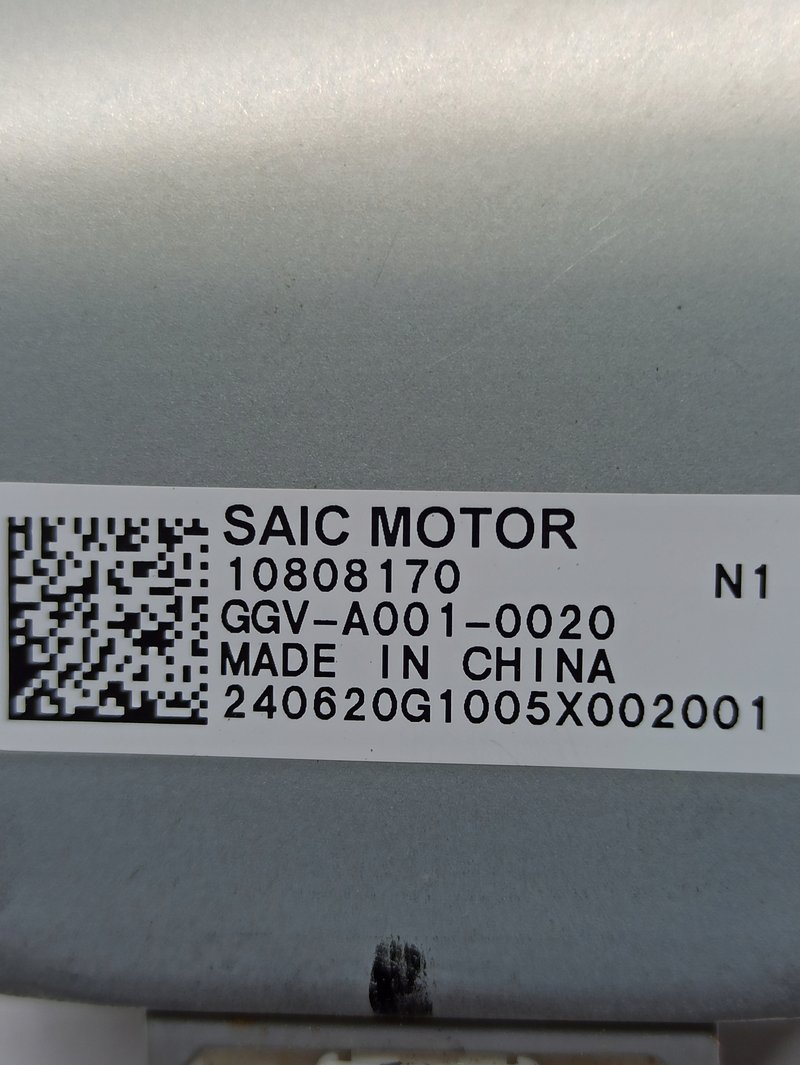 SAIC MOTOR
10808170 N1
GGV-A001-0020
MADE IN CHINA
240620G1005X002001